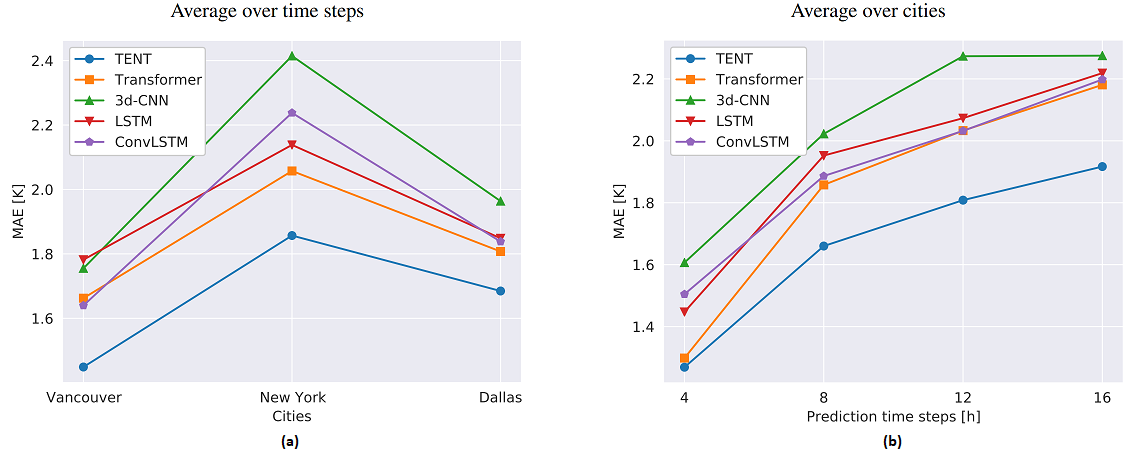 Average over time steps
MAE [K]
2.4
2.2
2.0
1.8
1.6
TENT
Transformer
3d-CNN
LSTM
ConvLSTM
Vancouver New York Dallas
Cities
(a)
Average over cities
MAE [K]
2.2
2.0
1.8
1.6
1.4
TENT
Transformer
3d-CNN
LSTM
ConvLSTM
4 8 12 16
Prediction time steps [h]
(b)